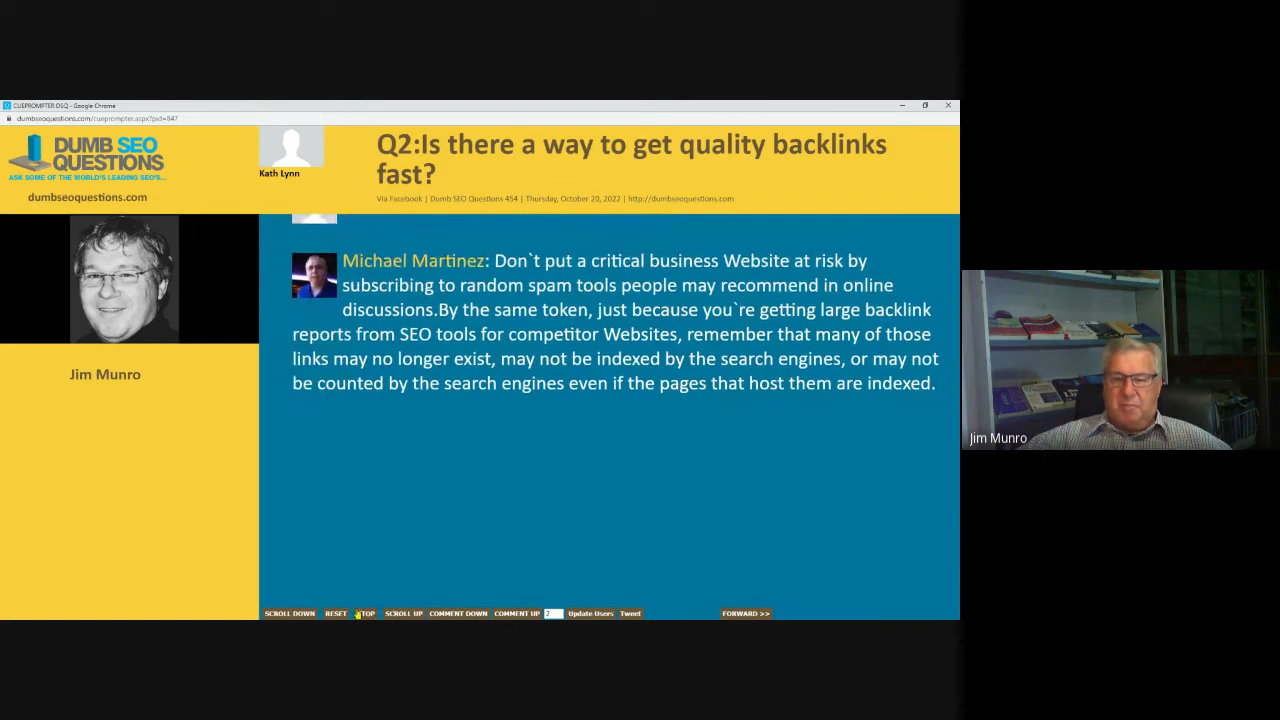 CUEPROMPTER DSQ - Google Chrome
dumbseoquestions.com/cueprompter.aspx?pid=847
DUMB SEO
QUESTIONS
ASK SOME OF THE WORLD'S LEADING SEO'S...
dumbseoquestions.com
Kath Lynn
Q2:Is there a way to get quality backlinks
fast?
Via Facebook | Dumb SEO Questions 454 | Thursday, October 20, 2022 | http://dumbseoquestions.com
Jim Munro
Michael Martinez: Don`t put a critical business Website at risk by
subscribing to random spam tools people may recommend in online
discussions.By the same token, just because you`re getting large backlink
reports from SEO tools for competitor Websites, remember that many of those
links may no longer exist, may not be indexed by the search engines, or may not
be counted by the search engines even if the pages that host them are indexed.
Jim Munro
SCROLL DOWN RESET STOP SCROLL UP COMMENT DOWN COMMENT UP 2 Update Users Tweet FORWARD >>